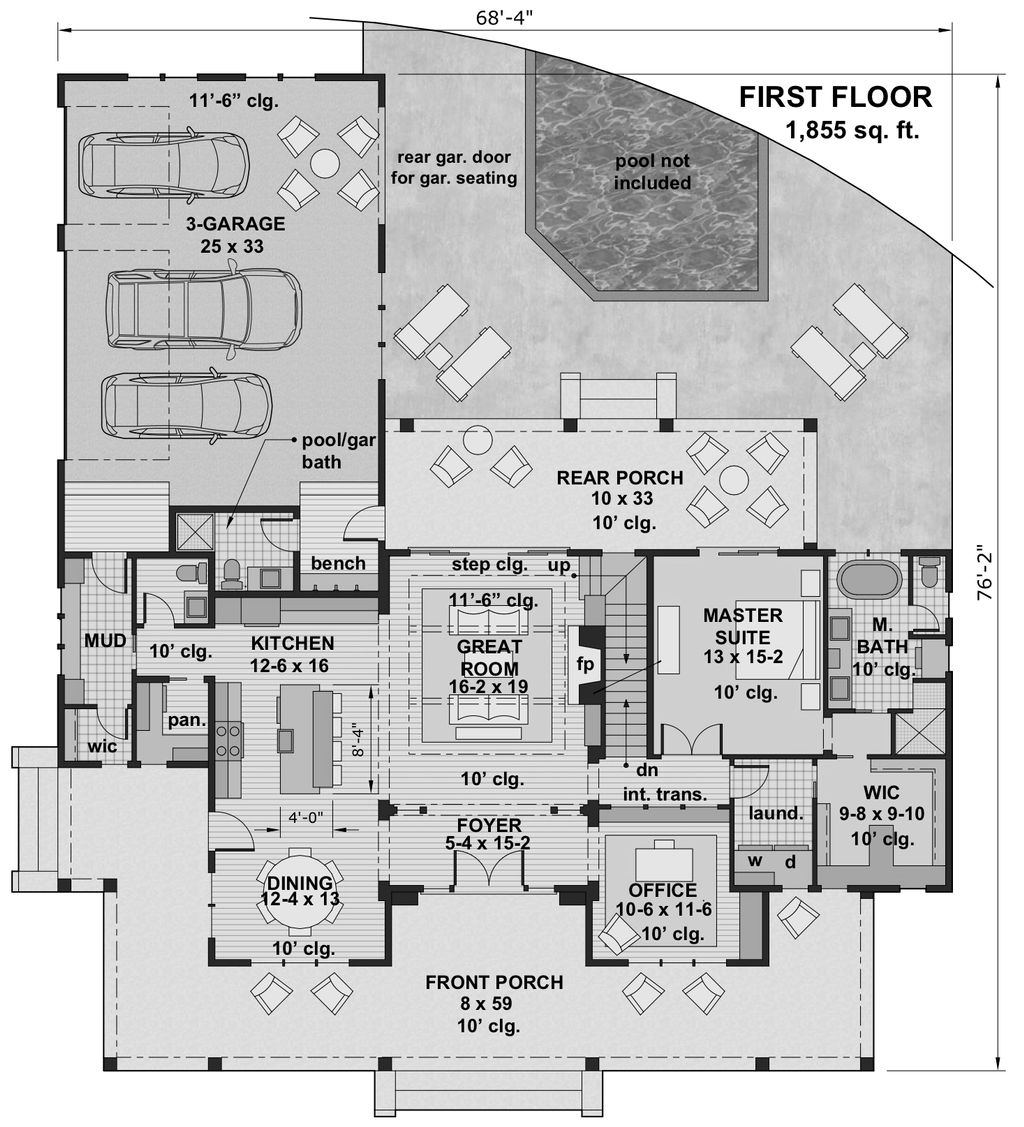 68'-4"
11'-6" clg.
FIRST FLOOR
1,855 sq. ft.
rear gar. door
for gar. seating
pool not
included
3-GARAGE
25 x 33
pool/gar
bath
REAR PORCH
10 x 33
10' clg.
76'-2"
bench
step clg.
up
11'-6" clg.
MUD
10' clg.
KITCHEN
12-6 x 16
GREAT
ROOM
16-2 x 19
fp
MASTER
SUITE
13 x 15-2
10' clg.
M.
BATH
10' clg.
pan.
wic
8'-4"
10' clg.
dn
int. trans.
WIC
9-8 x 9-10
10' clg.
laund.
4'-0"
FOYER
5-4 x 15-2
w
d
DINING
12-4 x 13
10' clg.
OFFICE
10-6 x 11-6
10' clg.
FRONT PORCH
8 x 59
10' clg.